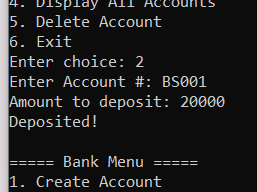 4. Display All Accounts
5. Delete Account
6. Exit
Enter choice: 2
Enter Account #: BS001
Amount to deposit: 20000
Deposited!
===== Bank Menu =====
1. Create Account